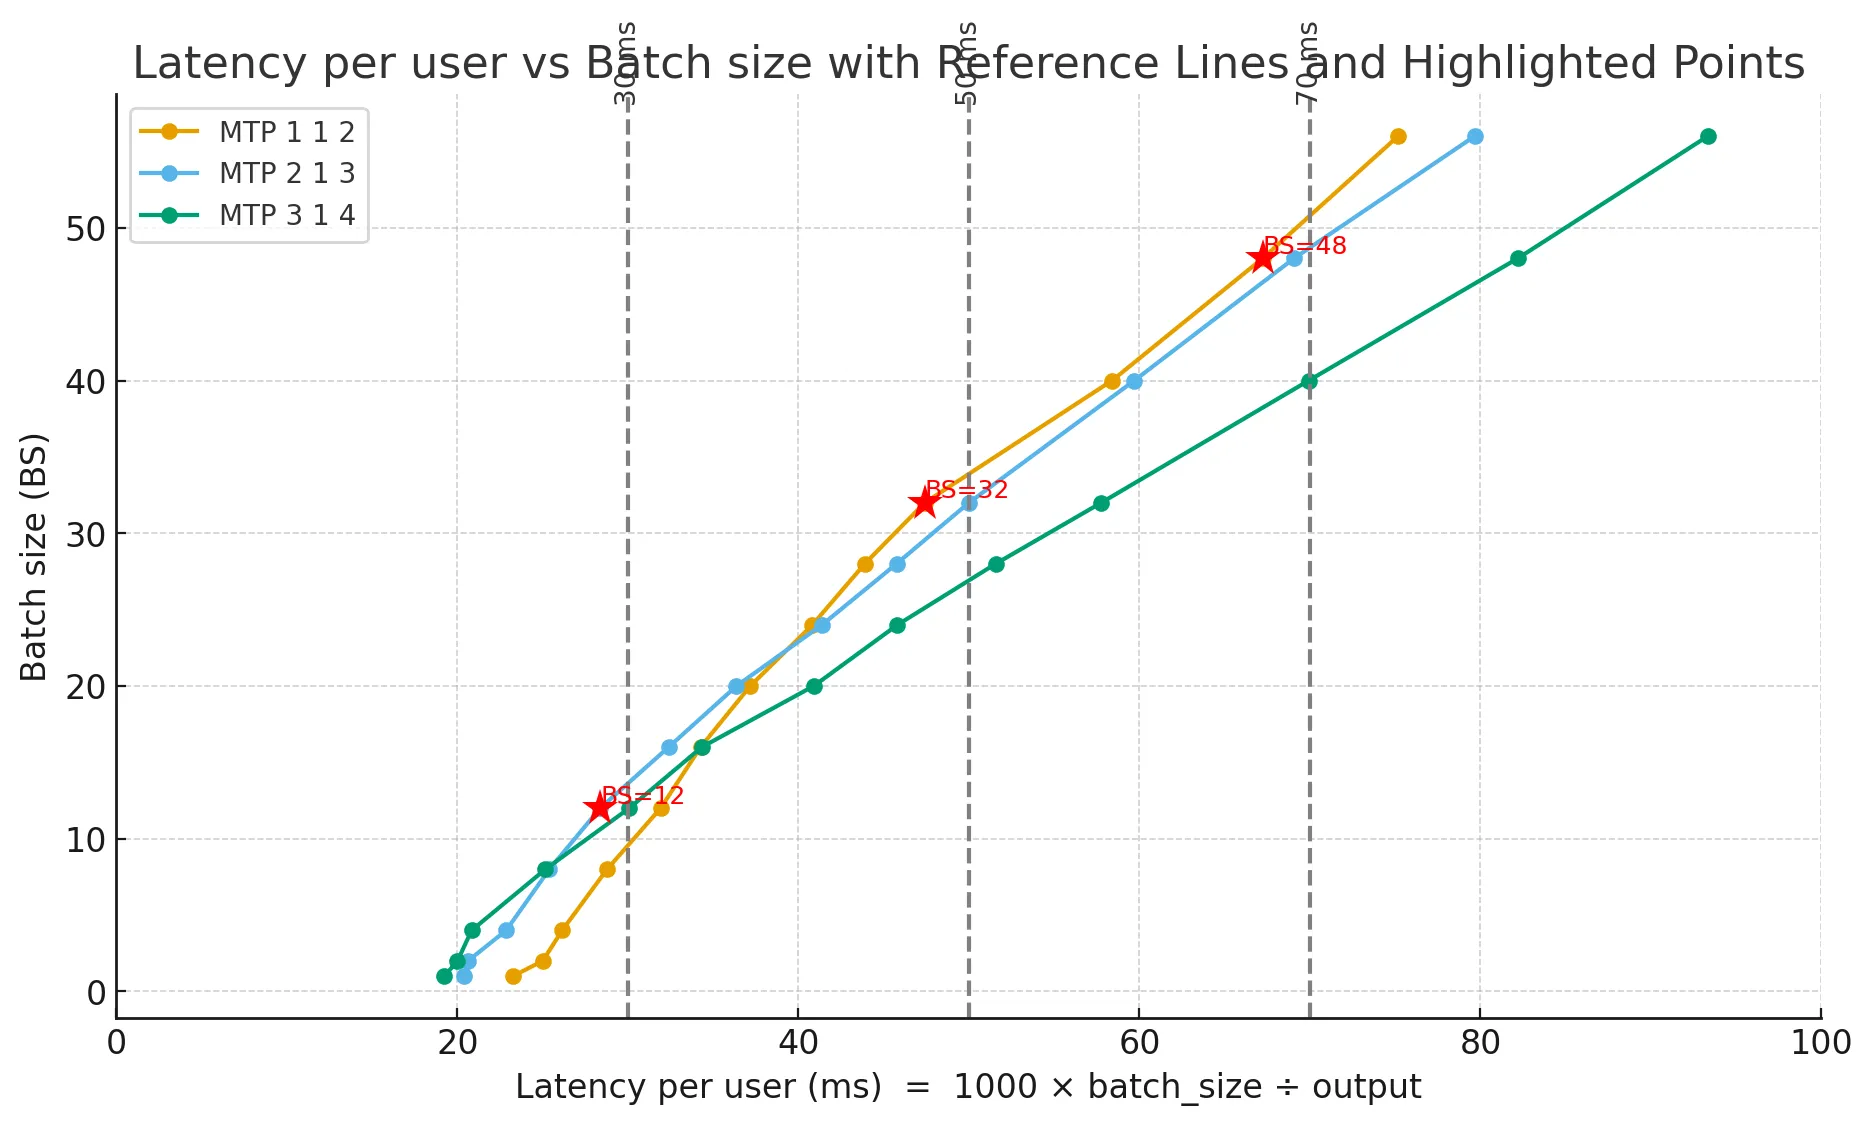 30 ms
50 ms
70 ms
Latency per user vs Batch size with Reference Lines and Highlighted Points
MTP 1 1 2
MTP 2 1 3
MTP 3 1 4
BS=48
BS=32
BS=12
Batch size (BS)
50
40
30
20
10
0
0 20 40 60 80 100
Latency per user (ms) = 1000 × batch_size ÷ output